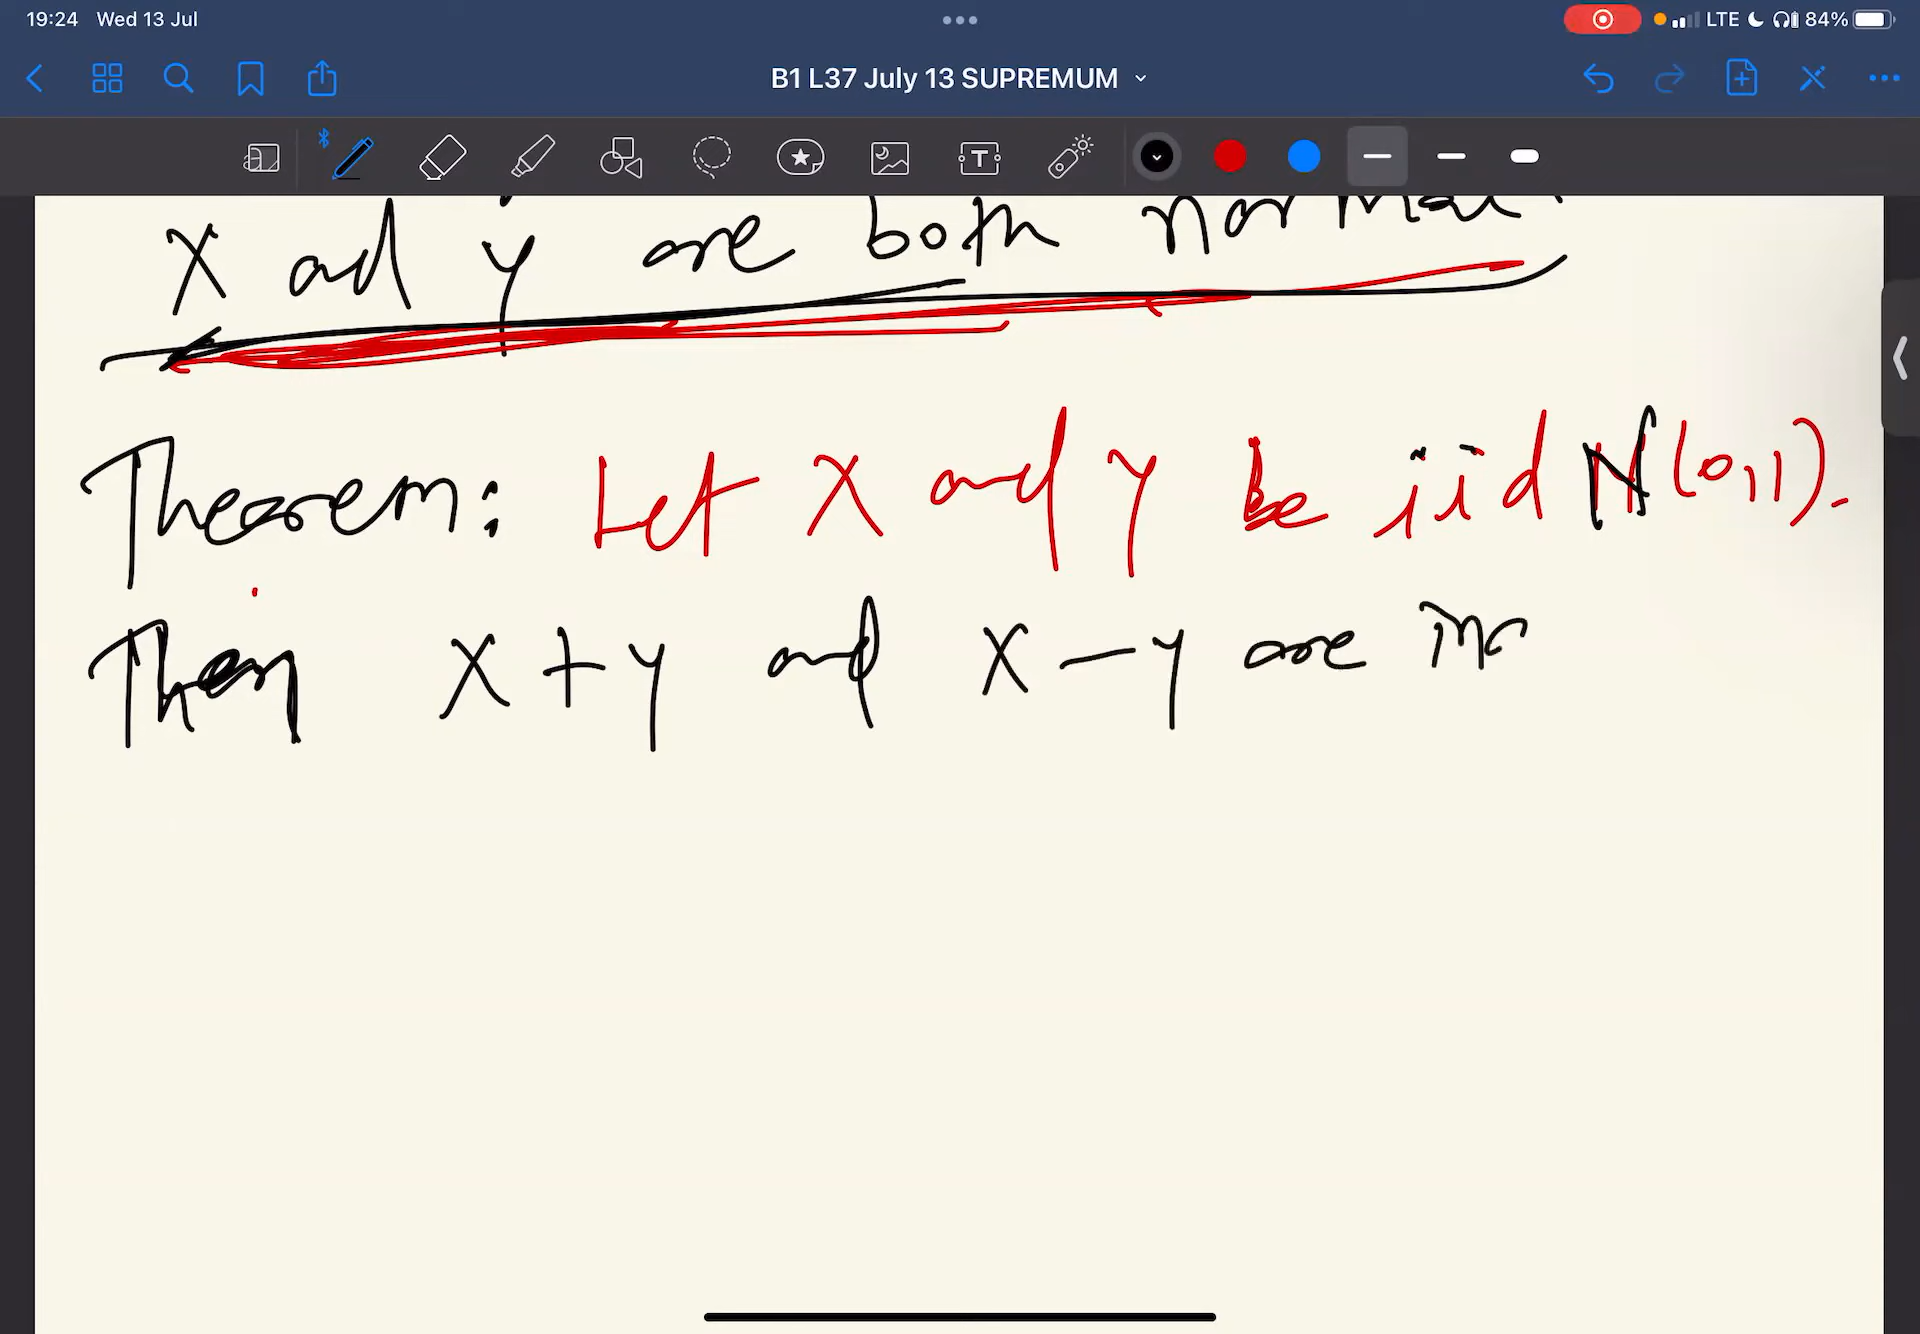 19:24 Wed 13 Jul
LTE 84%
B1 L37 July 13 SUPREMUM
T
X ad Y are both normal.
Theorem: Let X and Y be iid N(0,1).
Then X + Y and X - Y are